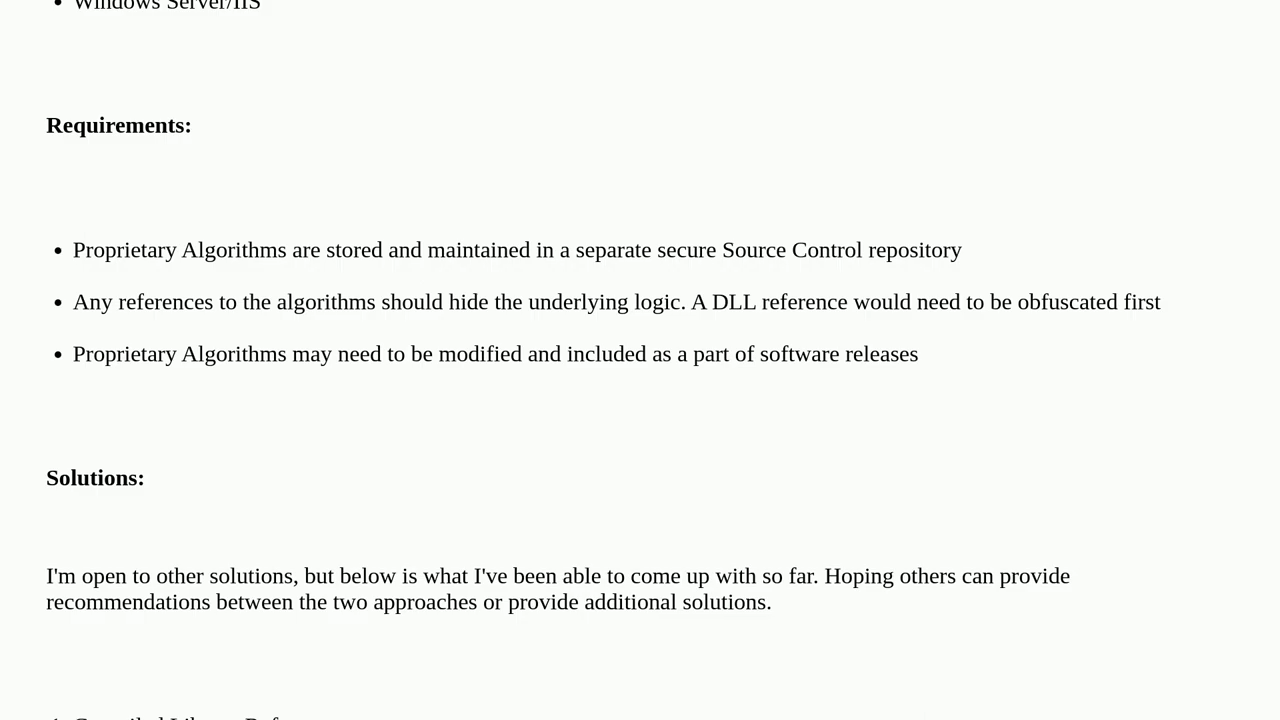 • Windows Server/IIS
Requirements:
• Proprietary Algorithms are stored and maintained in a separate secure Source Control repository
• Any references to the algorithms should hide the underlying logic. A DLL reference would need to be obfuscated first
• Proprietary Algorithms may need to be modified and included as a part of software releases
Solutions:
I'm open to other solutions, but below is what I've been able to come up with so far. Hoping others can provide
recommendations between the two approaches or provide additional solutions.